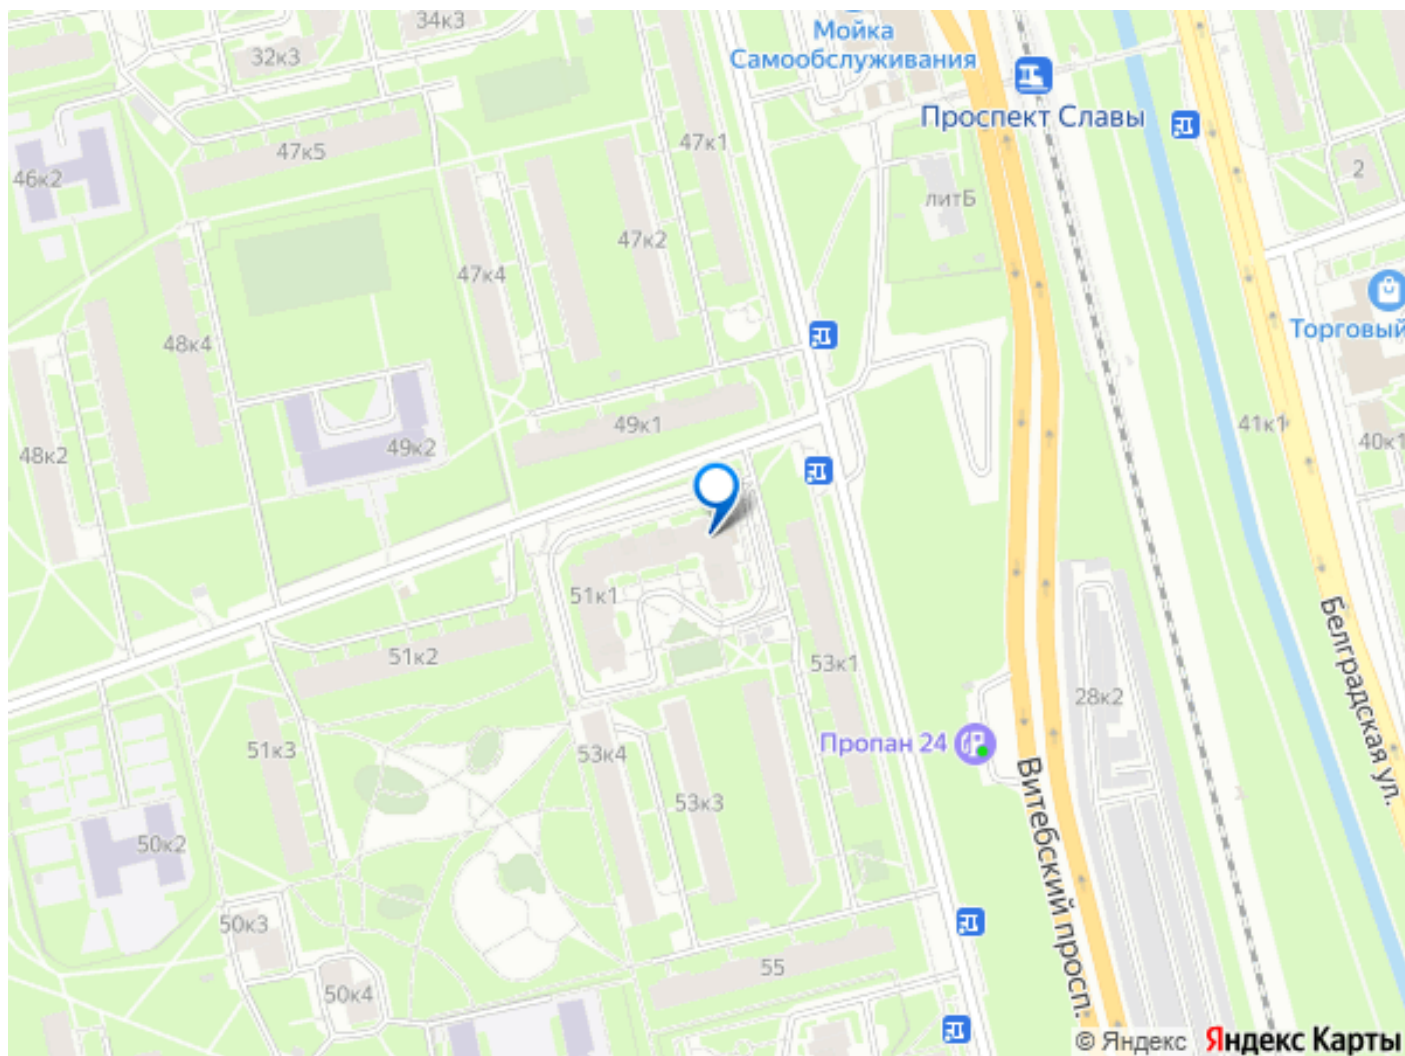 34к3
Мойка
Самообслуживания
32к3
Проспект Славы
47к1
47к5
46к2
2
литБ
47к2
47к4
Торговый
48к4
49к1
41к1
40к1
49к2
48к2
51к1
Белградская ул.
51к2
53к1
28к2
Пропан 24
51к3
53к4
Витебский просп.
53к3
50к2
50к3
55
50к4
© Яндекс Яндекс Карты